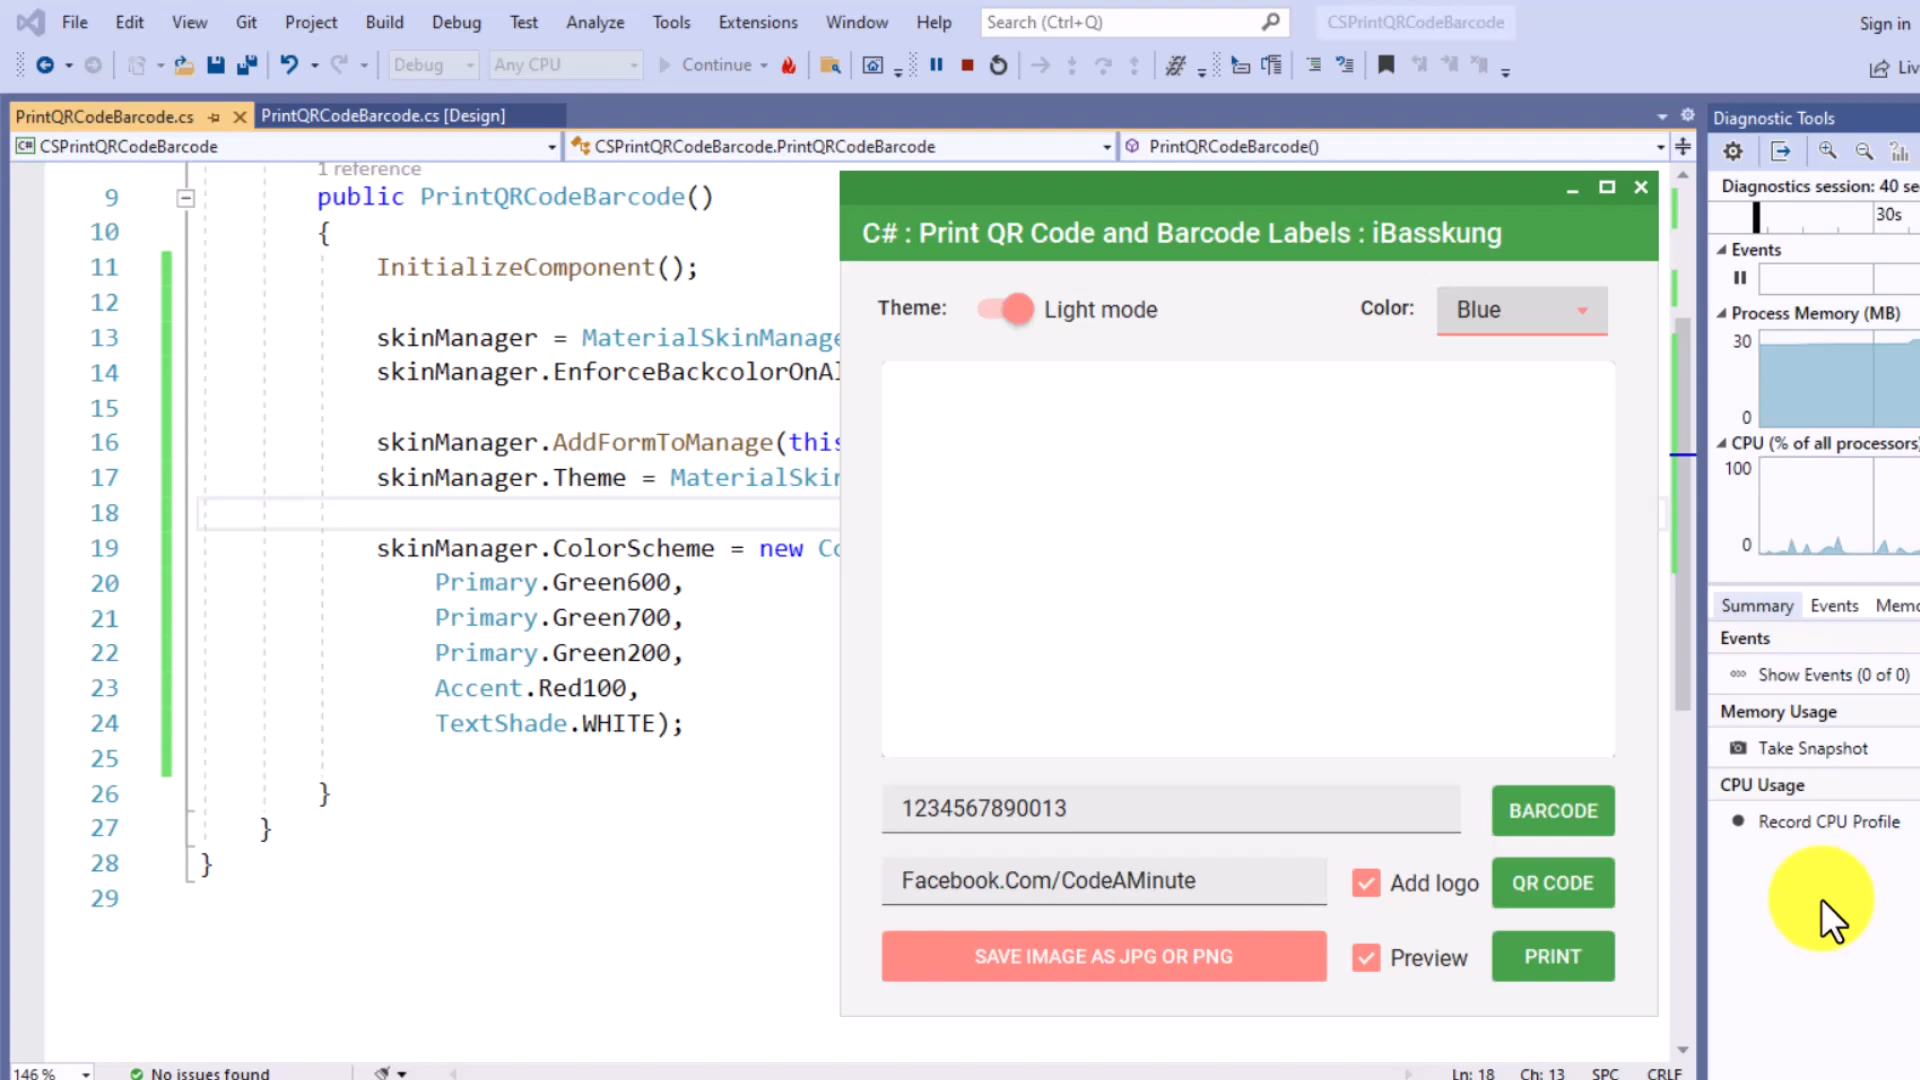 File Edit View Git Project Build Debug Test Analyze Tools Extensions Window Help Search (Ctrl+Q) CSPrintQRCodeBarcode Sign in
Debug Any CPU Continue Liv
PrintQRCodeBarcode.cs PrintQRCodeBarcode.cs [Design]
C# CSPrintQRCodeBarcode CSPrintQRCodeBarcode.PrintQRCodeBarcode PrintQRCodeBarcode()
1 reference
9 public PrintQRCodeBarcode()
10 {
11 InitializeComponent();
12
13 skinManager = MaterialSkinManage
14 skinManager.EnforceBackcolorOnAl
15
16 skinManager.AddFormToManage(this
17 skinManager.Theme = MaterialSkin
18
19 skinManager.ColorScheme = new Co
20 Primary.Green600,
21 Primary.Green700,
22 Primary.Green200,
23 Accent.Red100,
24 TextShade.WHITE);
25
26 }
27 }
28 }
29
C# : Print QR Code and Barcode Labels : iBasskung
Theme: Light mode Color: Blue
1234567890013 BARCODE
Facebook.Com/CodeAMinute Add logo QR CODE
SAVE IMAGE AS JPG OR PNG Preview PRINT
Diagnostic Tools
Diagnostics session: 40 se
30s
Events
Process Memory (MB)
30
0
CPU (% of all processors)
100
0
Summary Events Memo
Events
Show Events (0 of 0)
Memory Usage
Take Snapshot
CPU Usage
Record CPU Profile
146 % No issues found Ln: 18 Ch: 13 SPC CRLF